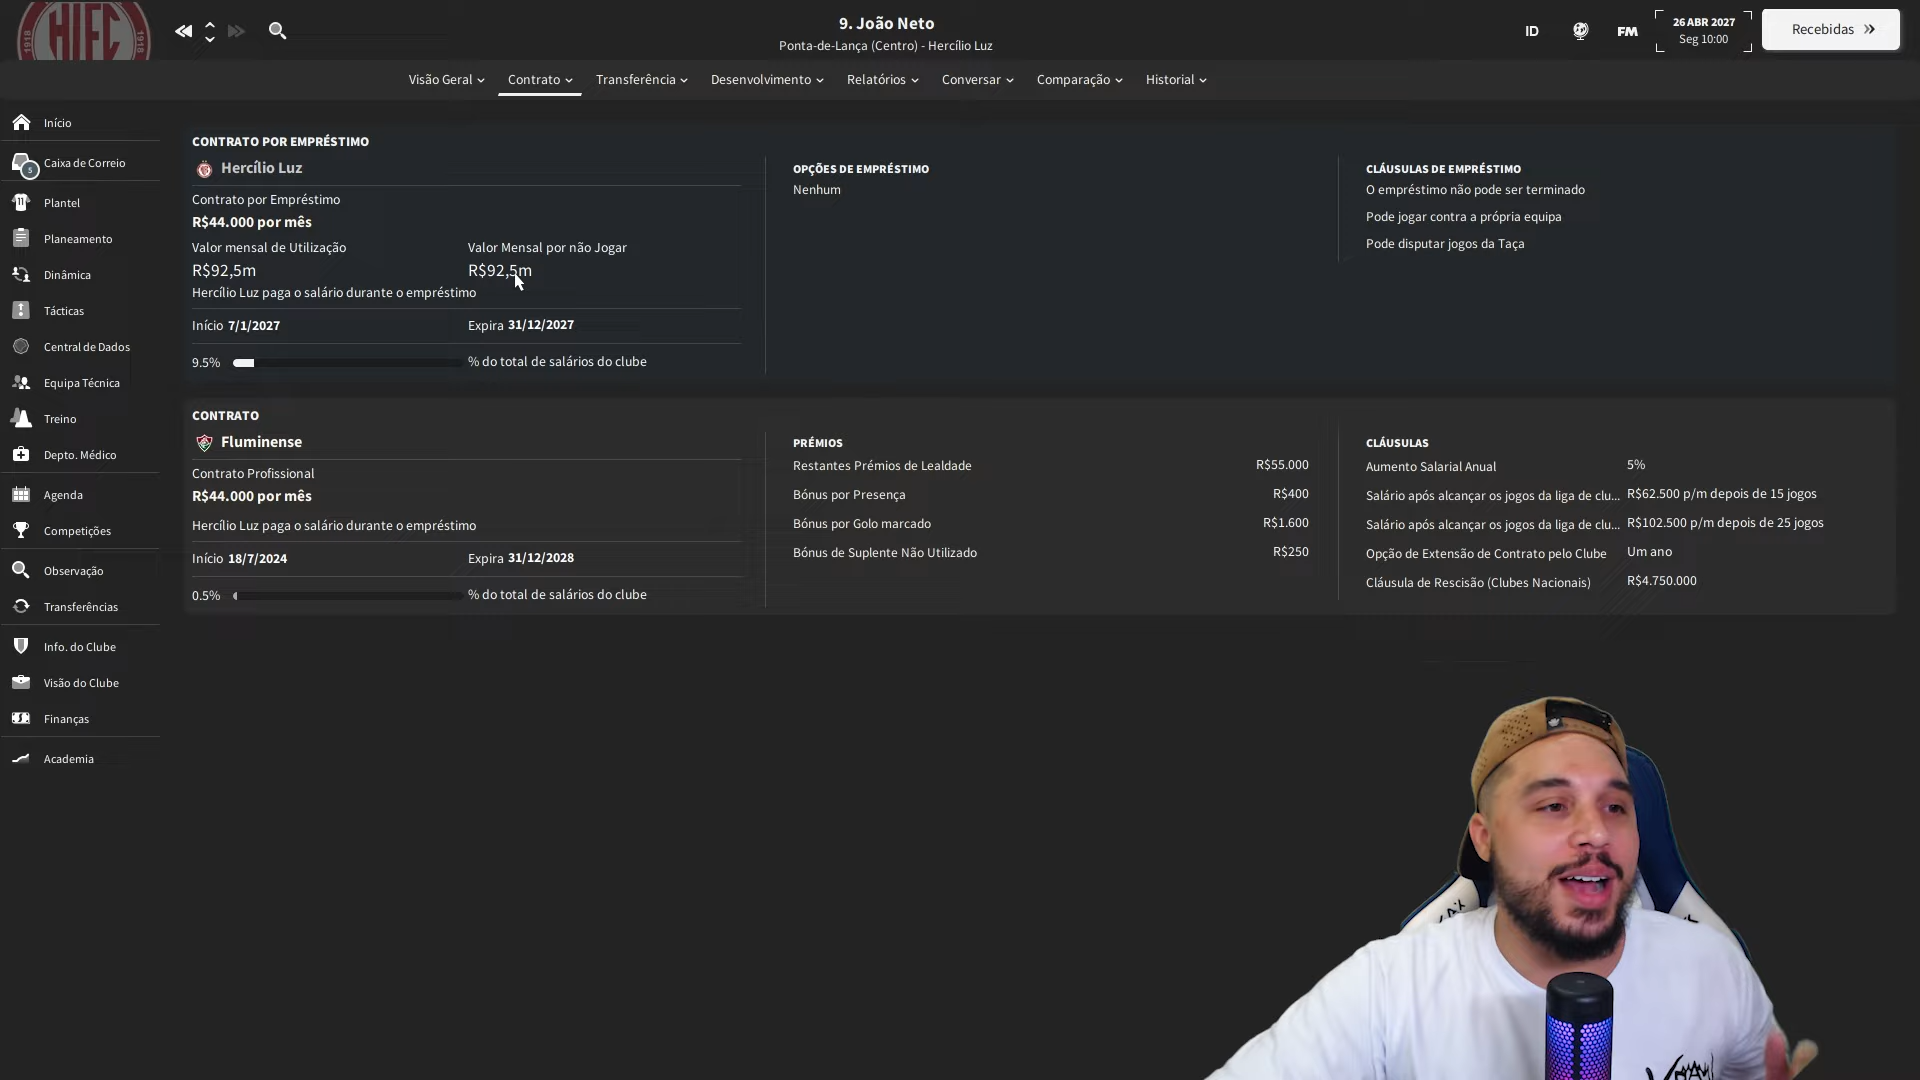 9. João Neto
Ponta-de-Lança (Centro) - Hercílio Luz
ID
FM
26 ABR 2027
Seg 10:00
Recebidas
HIFC
1918
1918
Visão Geral
Contrato
Transferência
Desenvolvimento
Relatórios
Conversar
Comparação
Historial
Início
Caixa de Correio
5
Plantel
Planeamento
Dinâmica
Tácticas
Central de Dados
Equipa Técnica
Treino
Depto. Médico
Agenda
Competições
Observação
Transferências
Info. do Clube
Visão do Clube
Finanças
Academia
CONTRATO POR EMPRÉSTIMO
Hercílio Luz
Contrato por Empréstimo
R$44.000 por mês
Valor mensal de Utilização
Valor Mensal por não Jogar
R$92,5m
R$92,5m
Hercílio Luz paga o salário durante o empréstimo
Início 7/1/2027
Expira 31/12/2027
9.5%
% do total de salários do clube
OPÇÕES DE EMPRÉSTIMO
Nenhum
CLÁUSULAS DE EMPRÉSTIMO
O empréstimo não pode ser terminado
Pode jogar contra a própria equipa
Pode disputar jogos da Taça
CONTRATO
Fluminense
Contrato Profissional
R$44.000 por mês
Hercílio Luz paga o salário durante o empréstimo
Início 18/7/2024
Expira 31/12/2028
0.5%
% do total de salários do clube
PRÉMIOS
Restantes Prémios de Lealdade R$55.000
Bónus por Presença R$400
Bónus por Golo marcado R$1.600
Bónus de Suplente Não Utilizado R$250
CLÁUSULAS
Aumento Salarial Anual 5%
Salário após alcançar os jogos da liga de clu... R$62.500 p/m depois de 15 jogos
Salário após alcançar os jogos da liga de clu... R$102.500 p/m depois de 25 jogos
Opção de Extensão de Contrato pelo Clube Um ano
Cláusula de Rescisão (Clubes Nacionais) R$4.750.000